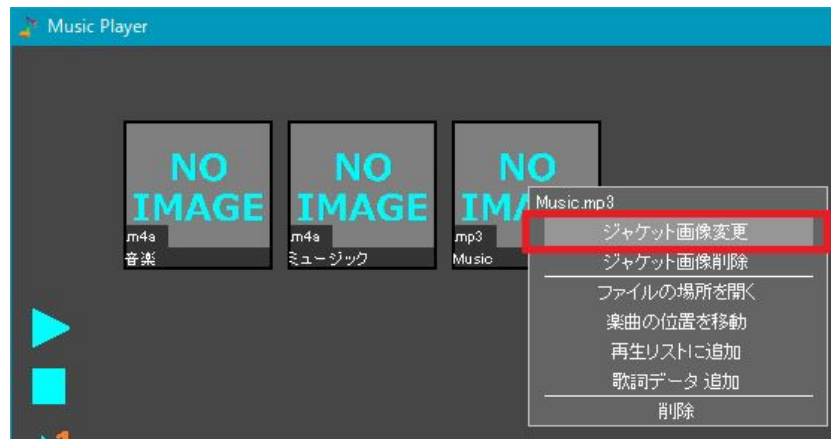 Music Player
NO
IMAGE
.m4a
音楽
NO
IMAGE
.m4a
ミュージック
NO
.mp3
Music
Music.mp3
ジャケット画像変更
ジャケット画像削除
ファイルの場所を開く
楽曲の位置を移動
再生リストに追加
歌詞データ 追加
削除